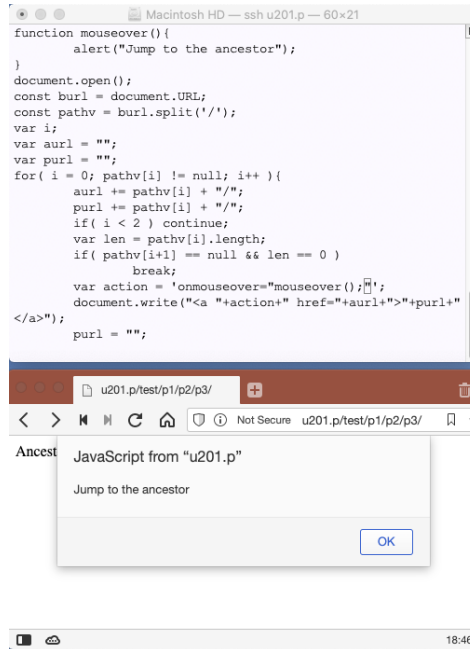 Macintosh HD — ssh u201.p — 60×21
function mouseover(){
        alert("Jump to the ancestor");
}
document.open();
const burl = document.URL;
const pathv = burl.split('/');
var i;
var aurl = "";
var purl = "";
for( i = 0; pathv[i] != null; i++ ){
        aurl += pathv[i] + "/";
        purl += pathv[i] + "/";
        if( i < 2 ) continue;
        var len = pathv[i].length;
        if( pathv[i+1] == null && len == 0 )
                break;
        var action = 'onmouseover="mouseover();"';
        document.write("<a "+action+" href="+aurl+">"+purl+"
</a>");
        purl = "";
u201.p/test/p1/p2/p3/
Not Secure u201.p/test/p1/p2/p3/
Ancest
JavaScript from “u201.p”
Jump to the ancestor
OK
18:46